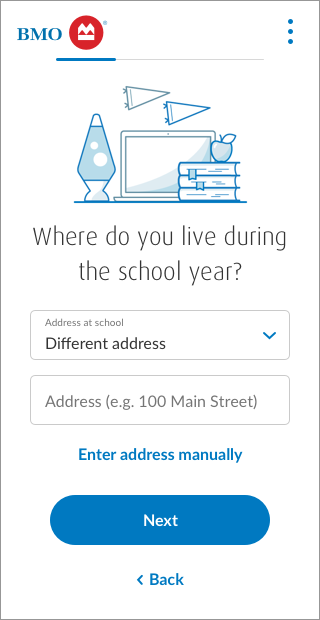 BMO
Where do you live during
the school year?
Address at school
Different address
Address (e.g. 100 Main Street)
Enter address manually
Next
Back